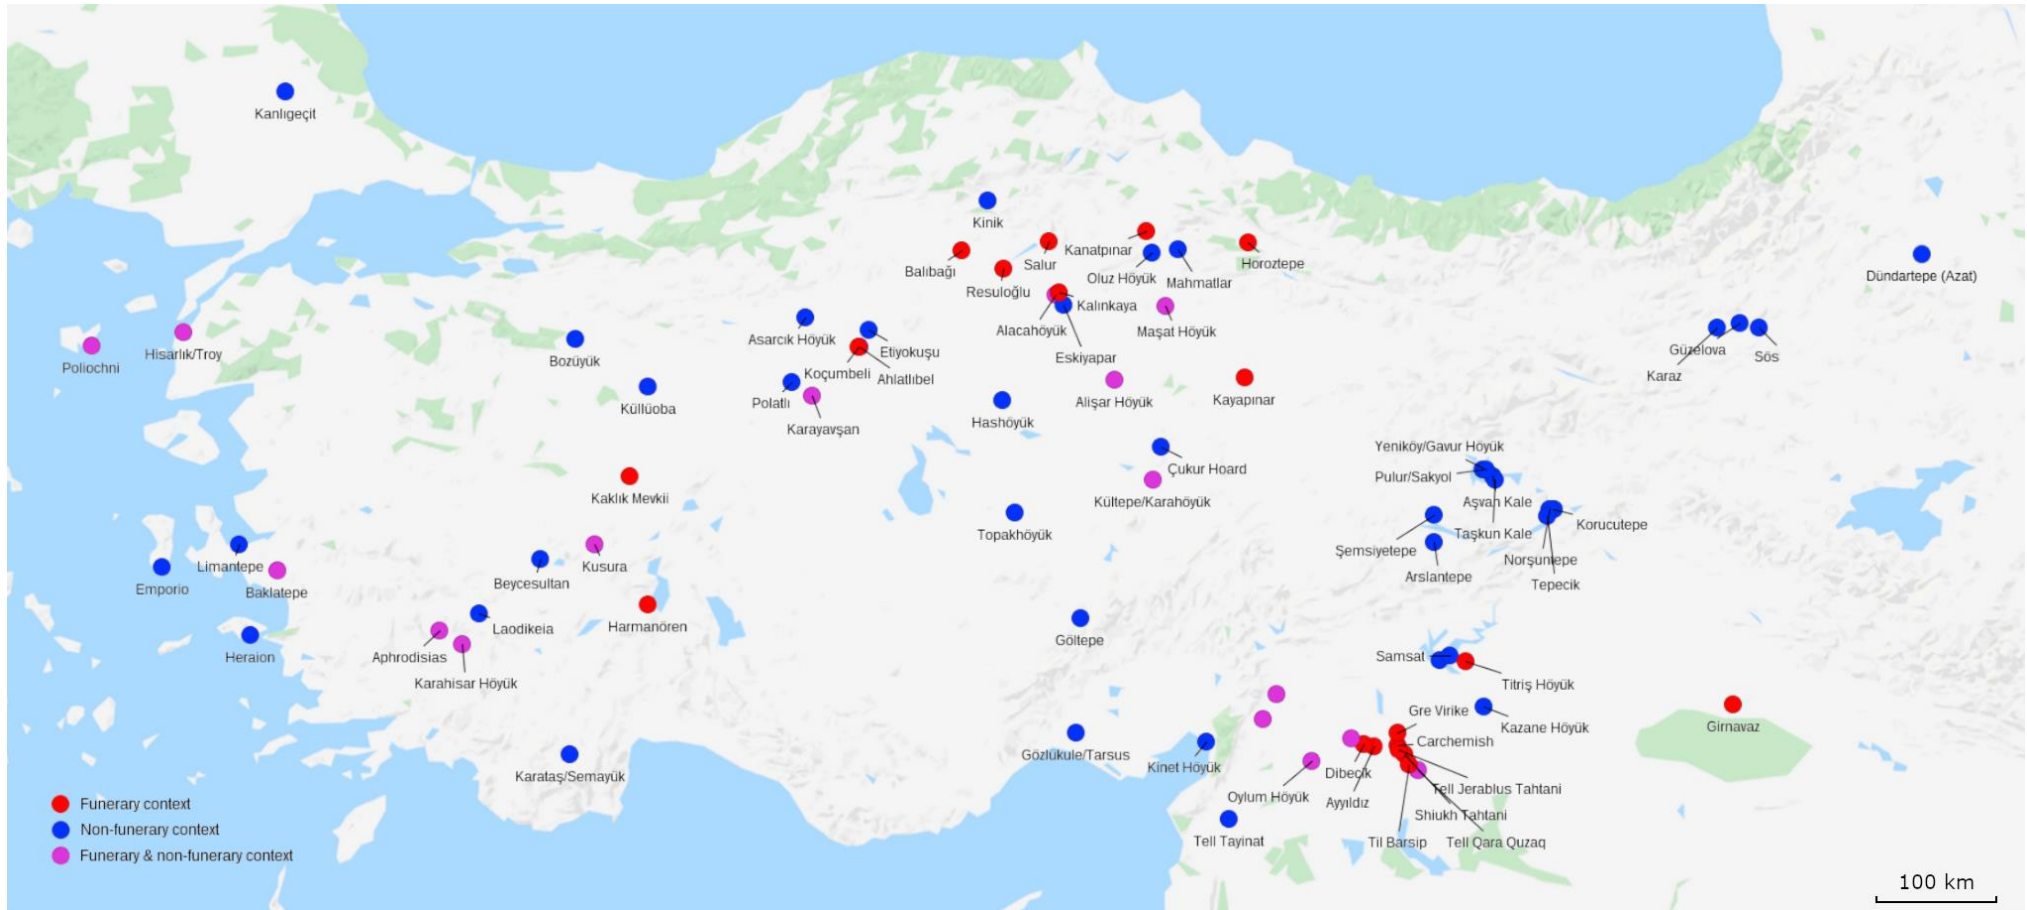 Kanlıgeçit
Kinik
Balıbağı
Salur
Kanatpınar
Horoztepe
Resuloğlu
Oluz Höyük
Mahmatlar
Dündartepe (Azat)
Kalınkaya
Alacahöyük
Maşat Höyük
Eskiyapar
Poliochni
Hisarlık/Troy
Bozüyük
Asarcık Höyük
Etiyokuşu
Koçumbeli
Ahlatlıbel
Güzelova
Sös
Karaz
Küllüoba
Polatlı
Karayavşan
Hashöyük
Alişar Höyük
Kayapınar
Yeniköy/Gavur Höyük
Çukur Hoard
Pulur/Sakyol
Kaklık Mevkii
Kültepe/Karahöyük
Aşvan Kale
Topakhöyük
Taşkun Kale
Korucutepe
Şemsiyetepe
Norşuntepe
Arslantepe
Tepecik
Limantepe
Emporio
Baklatepe
Beycesultan
Kusura
Laodikeia
Harmanören
Heraion
Aphrodisias
Karahisar Höyük
Göltepe
Samsat
Titriş Höyük
Gre Virike
Kazane Höyük
Girnavaz
Carchemish
Gözlükule/Tarsus
Kinet Höyük
Dibecik
Karataş/Semayük
Oylum Höyük
Ayyıldız
Tell Jerablus Tahtani
Shiukh Tahtani
Tell Tayinat
Til Barsip
Tell Qara Quzaq
Funerary context
Non-funerary context
Funerary & non-funerary context
100 km